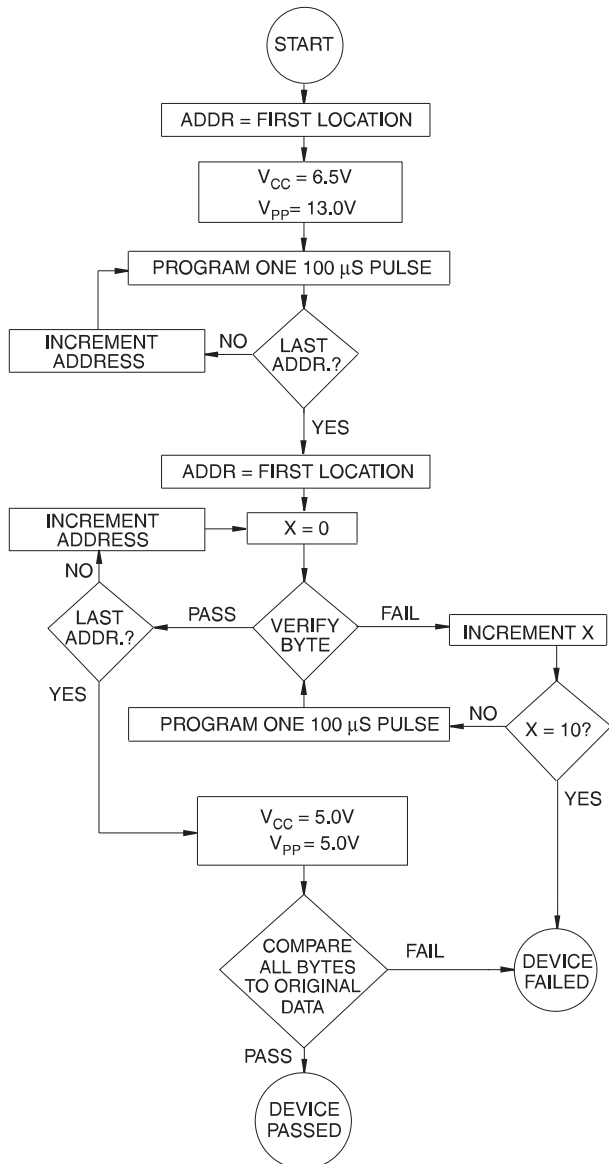 START
ADDR = FIRST LOCATION
V_CC = 6.5V
V_PP= 13.0V
PROGRAM ONE 100 μS PULSE
INCREMENT
ADDRESS
NO
LAST
ADDR.?
YES
ADDR = FIRST LOCATION
INCREMENT
ADDRESS
X = 0
NO
LAST
ADDR.?
PASS
VERIFY
BYTE
FAIL
INCREMENT X
YES
PROGRAM ONE 100 μS PULSE
NO
X = 10?
YES
V_CC = 5.0V
V_PP = 5.0V
COMPARE
ALL BYTES
TO ORIGINAL
DATA
FAIL
DEVICE
FAILED
PASS
DEVICE
PASSED